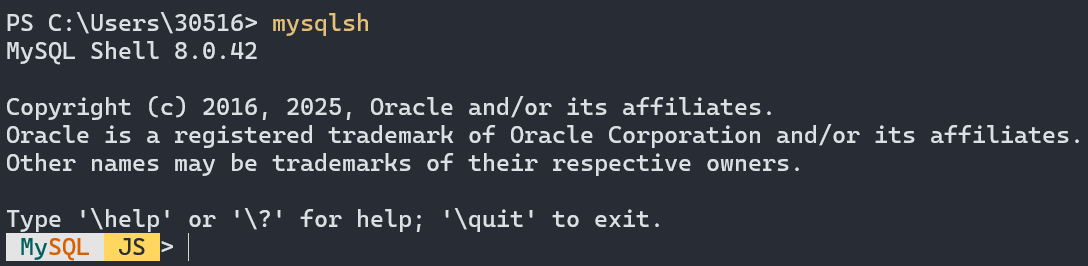 PS C:\Users\30516> mysqlsh
MySQL Shell 8.0.42
Copyright (c) 2016, 2025, Oracle and/or its affiliates.
Oracle is a registered trademark of Oracle Corporation and/or its affiliates.
Other names may be trademarks of their respective owners.
Type '\help' or '\?' for help; '\quit' to exit.
MySQL JS >